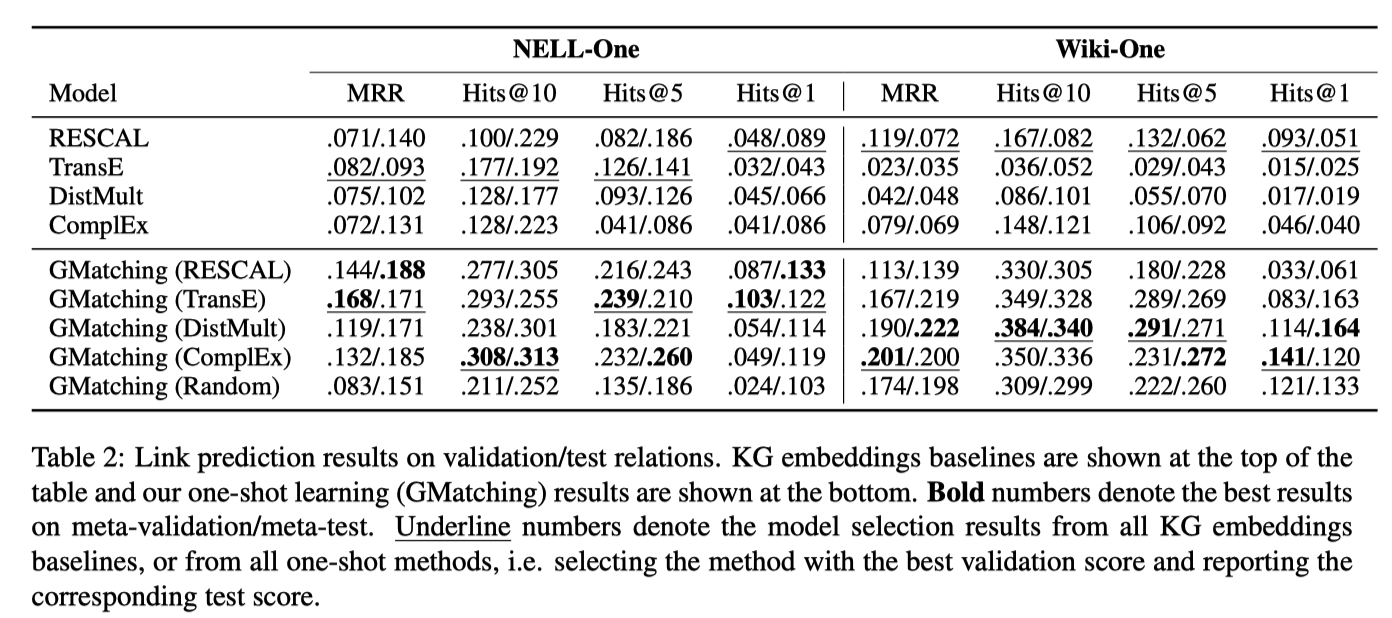 NELL-One Wiki-One
Model MRR Hits@10 Hits@5 Hits@1 MRR Hits@10 Hits@5 Hits@1
RESCAL .071/.140 .100/.229 .082/.186 .048/.089 .119/.072 .167/.082 .132/.062 .093/.051
TransE .082/.093 .177/.192 .126/.141 .032/.043 .023/.035 .036/.052 .029/.043 .015/.025
DistMult .075/.102 .128/.177 .093/.126 .045/.066 .042/.048 .086/.101 .055/.070 .017/.019
ComplEx .072/.131 .128/.223 .041/.086 .041/.086 .079/.069 .148/.121 .106/.092 .046/.040
GMatching (RESCAL) .144/.188 .277/.305 .216/.243 .087/.133 .113/.139 .330/.305 .180/.228 .033/.061
GMatching (TransE) .168/.171 .293/.255 .239/.210 .103/.122 .167/.219 .349/.328 .289/.269 .083/.163
GMatching (DistMult) .119/.171 .238/.301 .183/.221 .054/.114 .190/.222 .384/.340 .291/.271 .114/.164
GMatching (ComplEx) .132/.185 .308/.313 .232/.260 .049/.119 .201/.200 .350/.336 .231/.272 .141/.120
GMatching (Random) .083/.151 .211/.252 .135/.186 .024/.103 .174/.198 .309/.299 .222/.260 .121/.133
Table 2: Link prediction results on validation/test relations. KG embeddings baselines are shown at the top of the
table and our one-shot learning (GMatching) results are shown at the bottom. Bold numbers denote the best results
on meta-validation/meta-test. Underline numbers denote the model selection results from all KG embeddings
baselines, or from all one-shot methods, i.e. selecting the method with the best validation score and reporting the
corresponding test score.